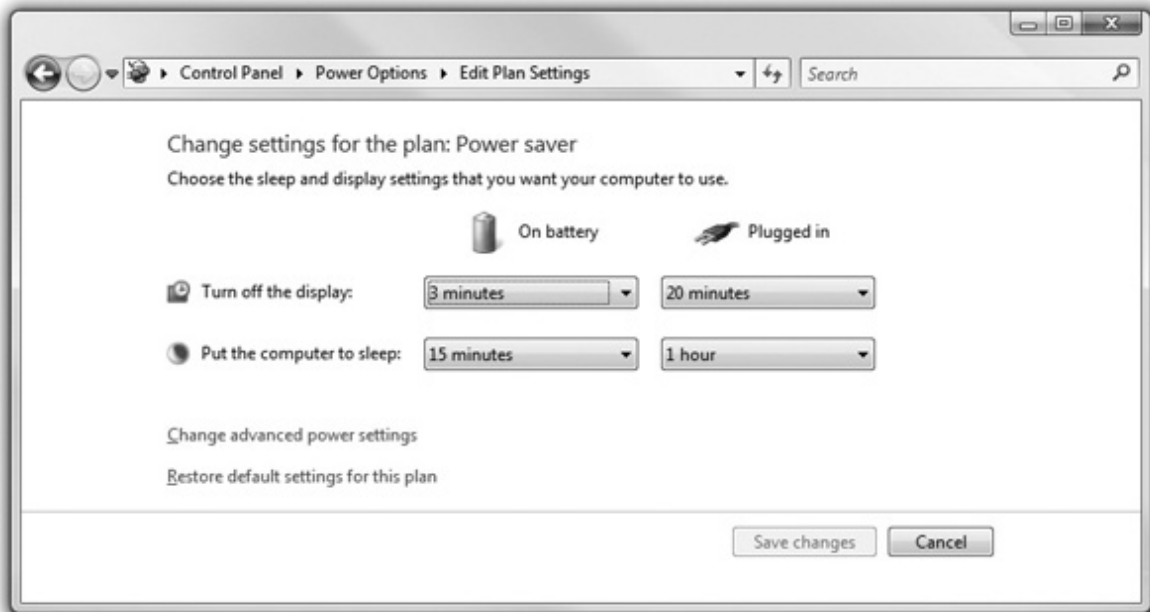 Control Panel ▸ Power Options ▸ Edit Plan Settings
Search
Change settings for the plan: Power saver
Choose the sleep and display settings that you want your computer to use.
On battery Plugged in
Turn off the display: 3 minutes 20 minutes
Put the computer to sleep: 15 minutes 1 hour
Change advanced power settings
Restore default settings for this plan
Save changes Cancel